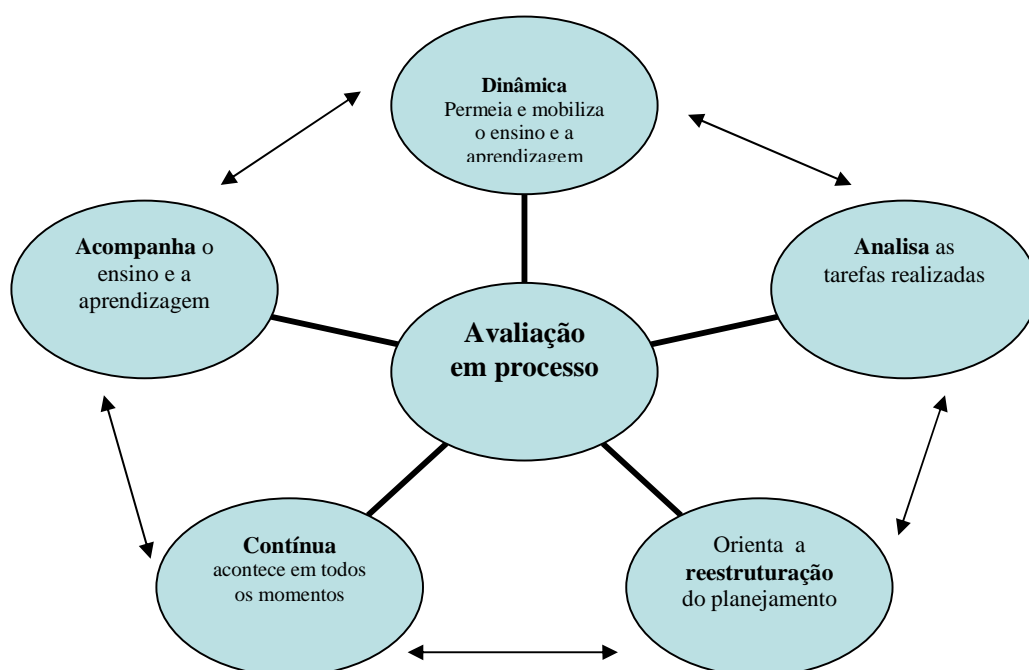 Dinâmica
Permeia e mobiliza
o ensino e a
aprendizagem
Acompanha o
ensino e a
aprendizagem
Analisa as
tarefas realizadas
Avaliação
em processo
Contínua
acontece em todos
os momentos
Orienta a
reestruturação
do planejamento